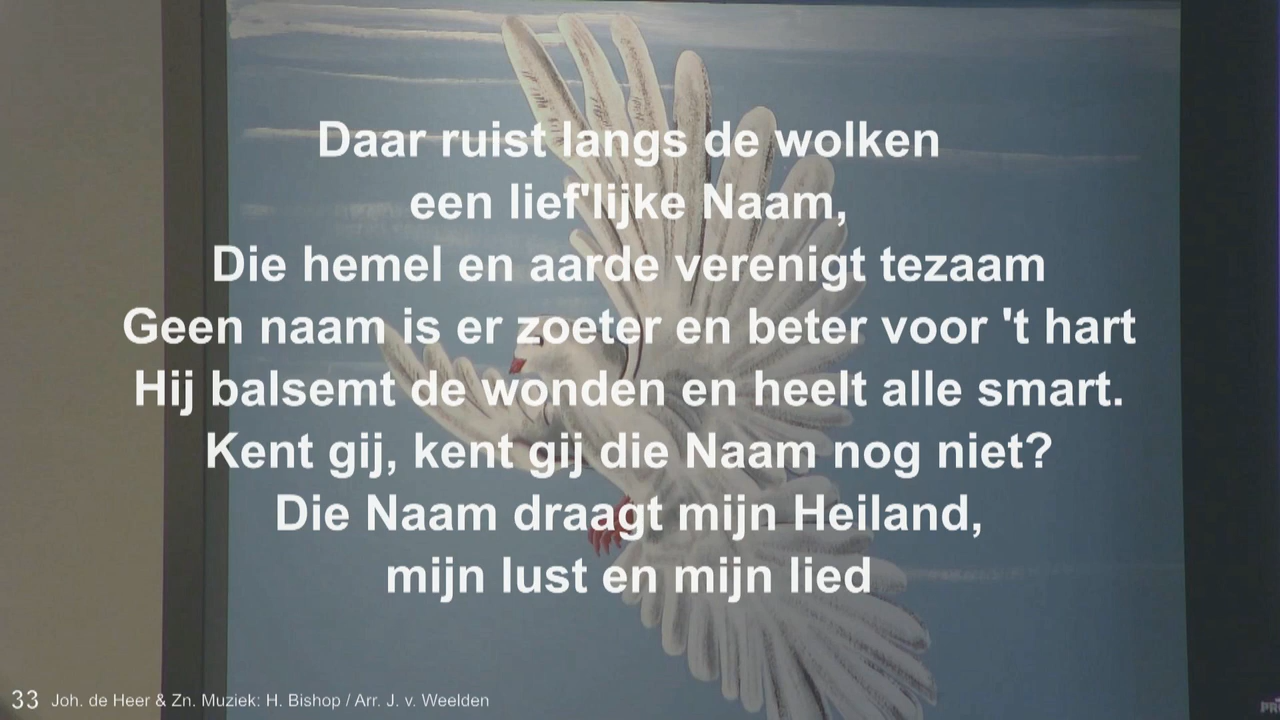 Daar ruist langs de wolken
een lief'lijke Naam,
Die hemel en aarde verenigt tezaam
Geen naam is er zoeter en beter voor 't hart
Hij balsemt de wonden en heelt alle smart.
Kent gij, kent gij die Naam nog niet?
Die Naam draagt mijn Heiland,
mijn lust en mijn lied
33 Joh. de Heer & Zn. Muziek: H. Bishop / Arr. J. v. Weelden